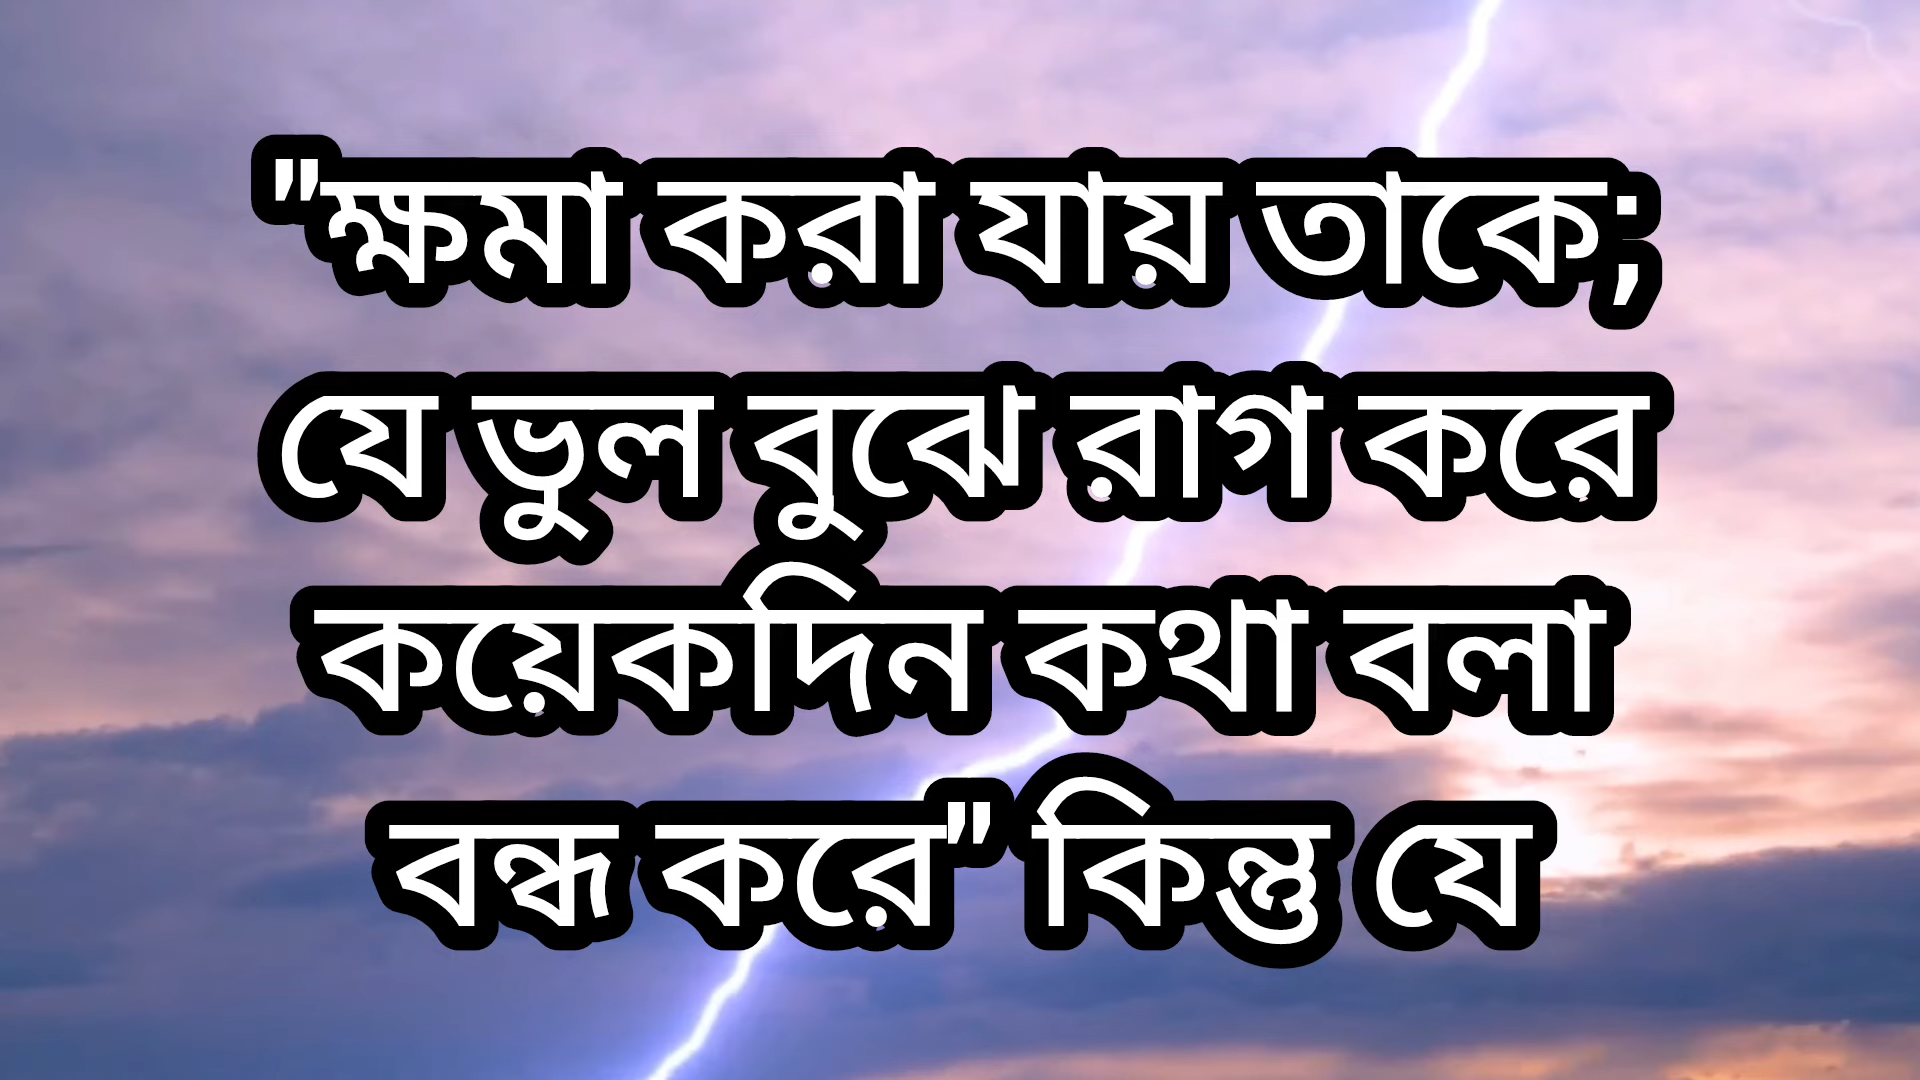 "ক্ষমা করা যায় তাকে;
যে ভুল বুঝে রাগ করে
কয়েকদিন কথা বলা
বন্ধ করে" কিন্তু যে